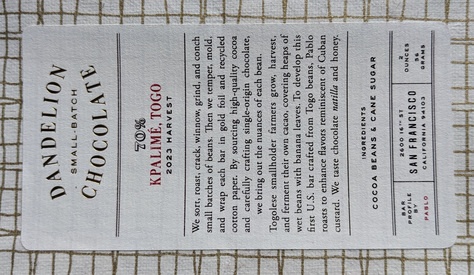 DANDELION
SMALL-BATCH
CHOCOLATE
70%
KPALIMÉ, TOGO
2023 HARVEST
We sort, roast, crack, winnow, grind, and conch
small batches of beans. Then we temper, mold,
and wrap each bar in gold foil and recycled
cotton paper. By sourcing high-quality cocoa
and carefully crafting single-origin chocolate,
we bring out the nuances of each bean.
Togolese smallholder farmers grow, harvest,
and ferment their own cacao, covering heaps of
wet beans with banana leaves. To develop this
first U.S. bar crafted from Togo beans, Pablo
roasts to enhance flavors reminiscent of Cuban
custard. We taste chocolate natilla and honey.
INGREDIENTS
COCOA BEANS & CANE SUGAR
BAR
PROFILE
BY
PABLO
2600 16TH ST
SAN FRANCISCO
CALIFORNIA 94103
2
OUNCES
56
GRAMS